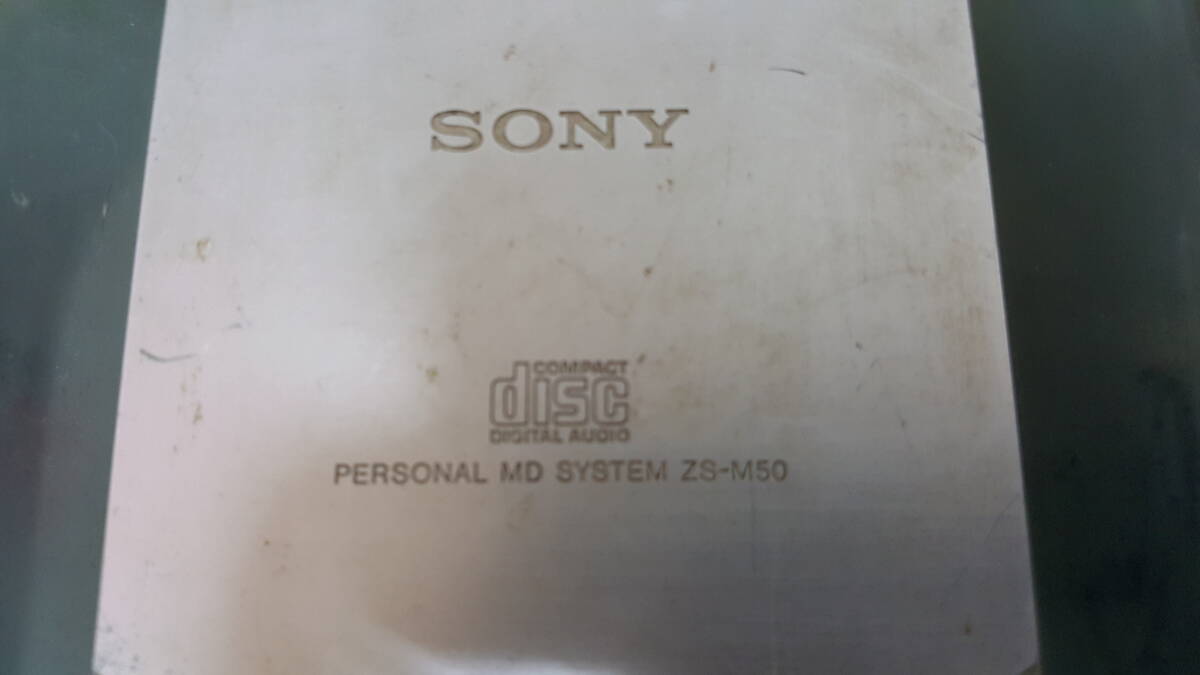 SONY
COMPACT
disc
DIGITAL AUDIO
PERSONAL MD SYSTEM ZS-M50